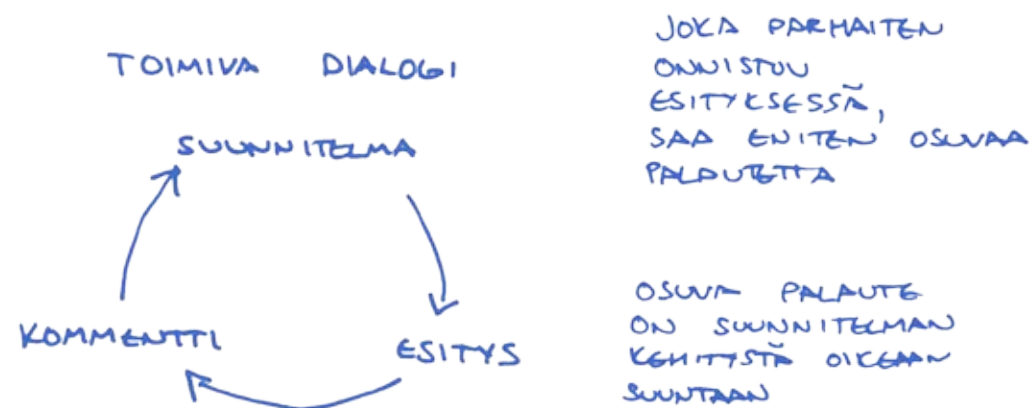 TOIMIVA DIALOGI
SUUNNITELMA
ESITYS
KOMMENTTI
JOKA PARHAITEN
ONNISTUU
ESITYKSESSÄ,
SAA ENITEN OSUVAA
PALAUTETTA
OSUVA PALAUTE
ON SUUNNITELMAN
KEHITYSTÄ OIKEAAN
SUUNTAAN